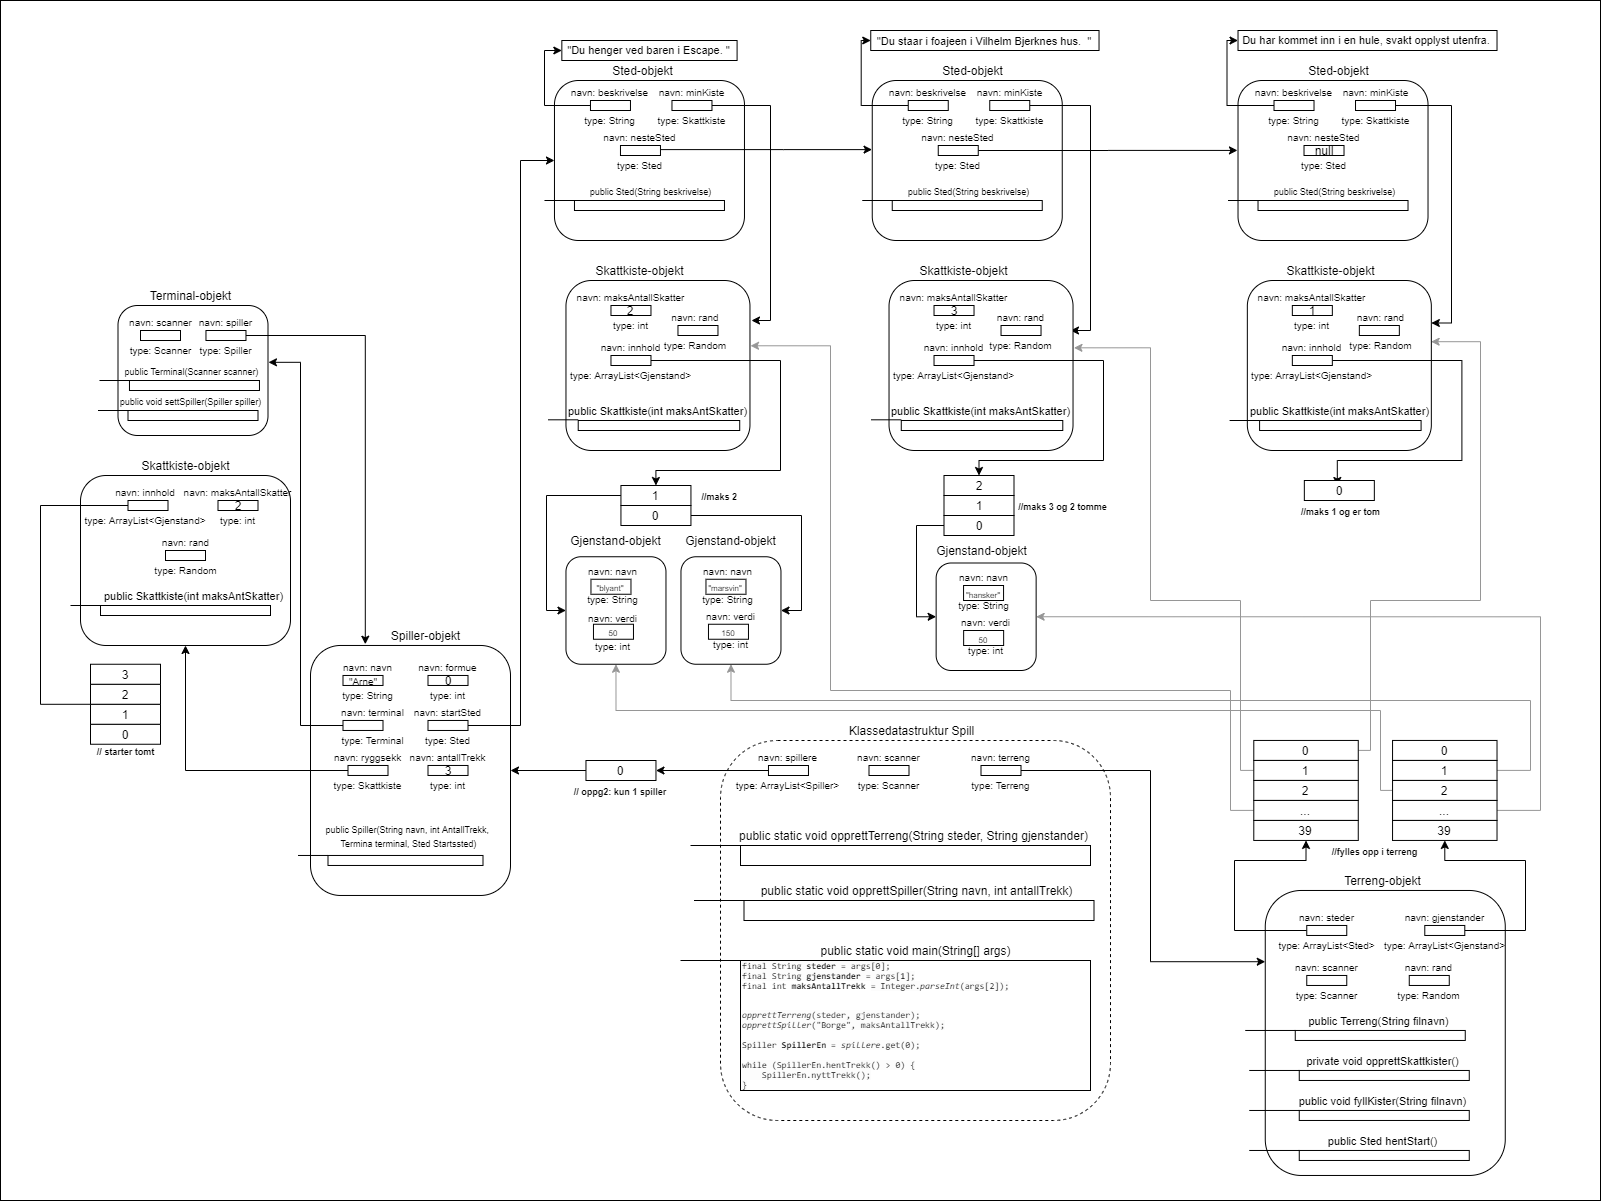 "Du henger ved baren i Escape. "
"Du staar i foajeen i Vilhelm Bjerknes hus.  "
Du har kommet inn i en hule, svakt opplyst utenfra.
Sted-objekt
navn: beskrivelse
navn: minKiste
type: String
type: Skattkiste
navn: nesteSted
type: Sted
public Sted(String beskrivelse)
Sted-objekt
navn: beskrivelse
navn: minKiste
type: String
type: Skattkiste
navn: nesteSted
type: Sted
public Sted(String beskrivelse)
Sted-objekt
navn: beskrivelse
navn: minKiste
type: String
type: Skattkiste
navn: nesteSted
null
type: Sted
public Sted(String beskrivelse)
Skattkiste-objekt
navn: maksAntallSkatter
2
type: int
navn: rand
type: Random
navn: innhold
type: ArrayList<Gjenstand>
public Skattkiste(int maksAntSkatter)
Skattkiste-objekt
navn: maksAntallSkatter
3
type: int
navn: rand
type: Random
navn: innhold
type: ArrayList<Gjenstand>
public Skattkiste(int maksAntSkatter)
Skattkiste-objekt
navn: maksAntallSkatter
1
type: int
navn: rand
type: Random
navn: innhold
type: ArrayList<Gjenstand>
public Skattkiste(int maksAntSkatter)
Terminal-objekt
navn: scanner
navn: spiller
type: Scanner
type: Spiller
public Terminal(Scanner scanner)
public void settSpiller(Spiller spiller)
Skattkiste-objekt
navn: innhold
navn: maksAntallSkatter
2
type: ArrayList<Gjenstand>
type: int
navn: rand
type: Random
public Skattkiste(int maksAntSkatter)
3
2
1
0
// starter tomt
1
0
//maks 2
2
1
0
//maks 3 og 2 tomme
0
//maks 1 og er tom
Gjenstand-objekt
navn: navn
"blyant"
type: String
navn: verdi
50
type: int
Gjenstand-objekt
navn: navn
"marsvin"
type: String
navn: verdi
150
type: int
Gjenstand-objekt
navn: navn
"hansker"
type: String
navn: verdi
50
type: int
Spiller-objekt
navn: navn
navn: formue
"Arne"
0
type: String
type: int
navn: terminal
navn: startSted
type: Terminal
type: Sted
navn: ryggsekk
navn: antallTrekk
3
type: Skattkiste
type: int
public Spiller(String navn, int AntallTrekk,
Termina terminal, Sted Startssted)
0
// oppg2: kun 1 spiller
Klassedatastruktur Spill
navn: spillere
navn: scanner
navn: terreng
type: ArrayList<Spiller>
type: Scanner
type: Terreng
public static void opprettTerreng(String steder, String gjenstander)
public static void opprettSpiller(String navn, int antallTrekk)
public static void main(String[] args)
final String steder = args[0];
final String gjenstander = args[1];
final int maksAntallTrekk = Integer.parseInt(args[2]);
opprettTerreng(steder, gjenstander);
opprettSpiller("Borge", maksAntallTrekk);
Spiller SpillerEn = spillere.get(0);
while (SpillerEn.hentTrekk() > 0) {
SpillerEn.nyttTrekk();
}
0
1
2
...
39
0
1
2
...
39
//fylles opp i terreng
Terreng-objekt
navn: steder
navn: gjenstander
type: ArrayList<Sted>
type: ArrayList<Gjenstand>
navn: scanner
navn: rand
type: Scanner
type: Random
public Terreng(String filnavn)
private void opprettSkattkister()
public void fyllKister(String filnavn)
public Sted hentStart()